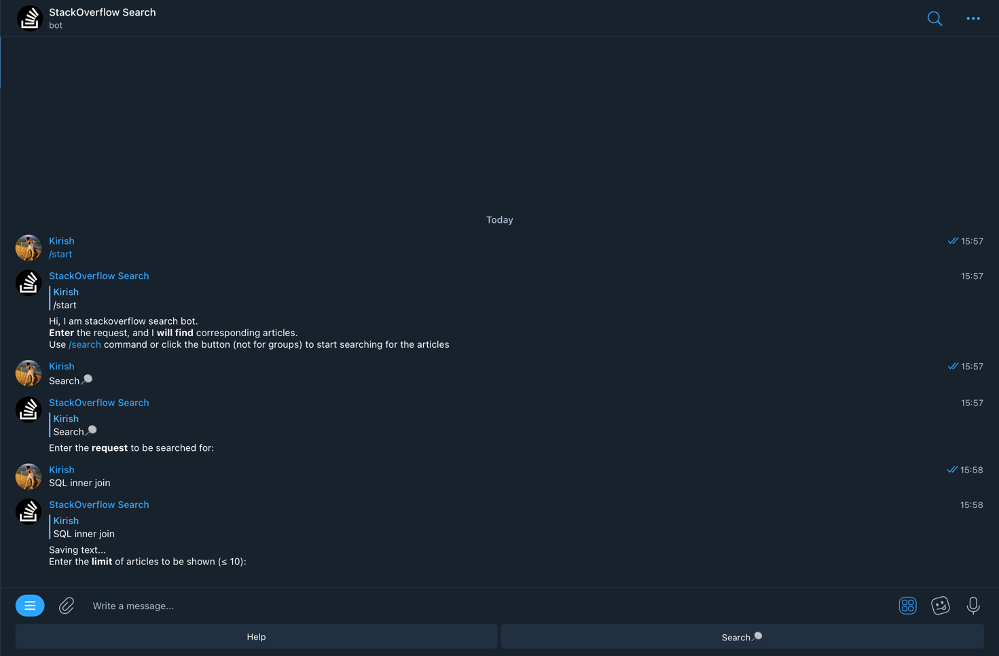 StackOverflow Search
bot
Today
Kirish
15:57
/start
StackOverflow Search
15:57
Kirish
/start
Hi, I am stackoverflow search bot.
Enter the request, and I will find corresponding articles.
Use /search command or click the button (not for groups) to start searching for the articles
Kirish
15:57
Search🔎
StackOverflow Search
15:57
Kirish
Search🔎
Enter the request to be searched for:
Kirish
15:58
SQL inner join
StackOverflow Search
15:58
Kirish
SQL inner join
Saving text...
Enter the limit of articles to be shown (≤ 10):
Write a message...
Help
Search🔎